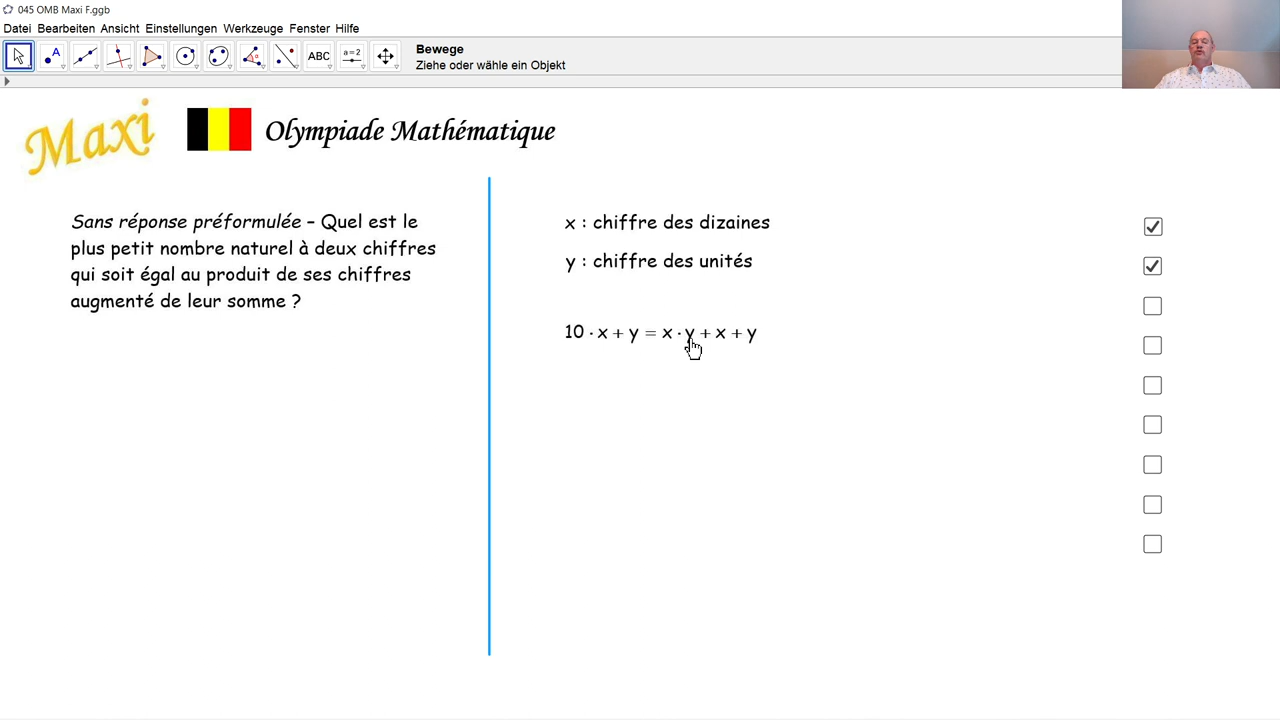 045 OMB Maxi F.ggb
Datei Bearbeiten Ansicht Einstellungen Werkzeuge Fenster Hilfe
A
ABC
a=2
Bewege
Ziehe oder wähle ein Objekt
Maxi
Olympiade Mathématique
Sans réponse préformulée – Quel est le
plus petit nombre naturel à deux chiffres
qui soit égal au produit de ses chiffres
augmenté de leur somme ?
x : chiffre des dizaines
y : chiffre des unités
10 · x + y = x · y + x + y